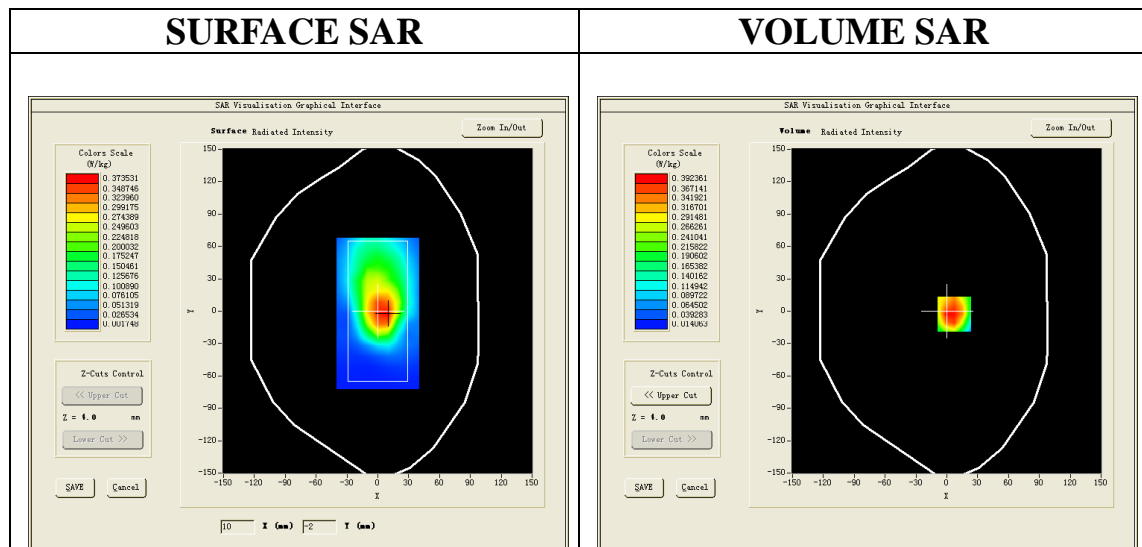 SURFACE SAR
VOLUME SAR
SAR Visualisation Graphical Interface
Surface Radiated Intensity
Zoom In/Out
Colors Scale
(W/kg)
0.373531
0.348746
0.323960
0.299175
0.274389
0.249603
0.224818
0.200032
0.175247
0.150461
0.125676
0.100890
0.076105
0.051319
0.026534
0.001748
150
120
90
60
30
0
-30
-60
-90
-120
-150
Y
-150 -120 -90 -60 -30 0 30 60 90 120 150
X
Z-Cuts Control
<< Upper Cut
Z = 4.0 mm
Lower Cut >>
SAVE Cancel
10 X (mm) -2 Y (mm)
SAR Visualisation Graphical Interface
Volume Radiated Intensity
Zoom In/Out
Colors Scale
(W/kg)
0.392361
0.367141
0.341921
0.316701
0.291481
0.266261
0.241041
0.215822
0.190602
0.165382
0.140162
0.114942
0.089722
0.064502
0.039283
0.014063
150
120
90
60
30
0
-30
-60
-90
-120
-150
Y
-150 -120 -90 -60 -30 0 30 60 90 120 150
X
Z-Cuts Control
<< Upper Cut
Z = 4.0 mm
Lower Cut >>
SAVE Cancel